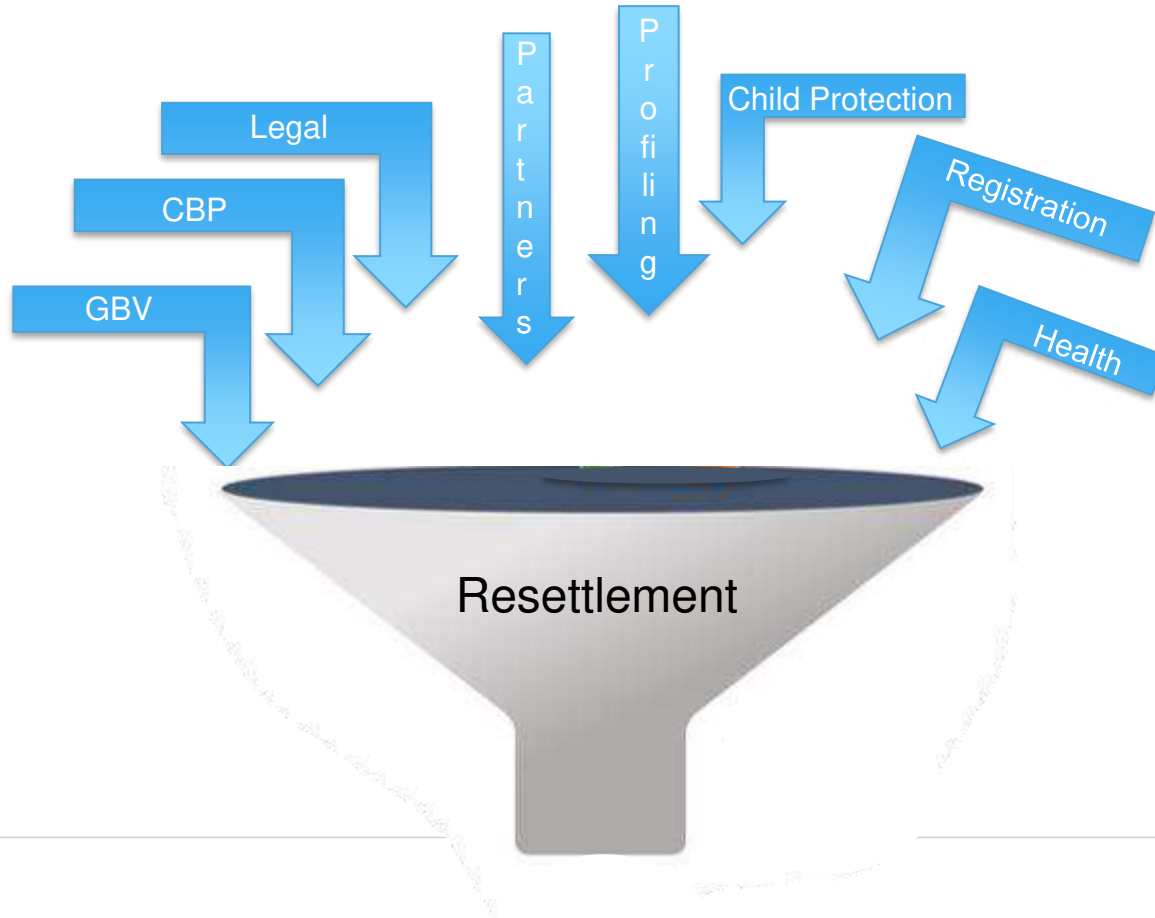 Partners
Profiling
Child Protection
Legal
Registration
CBP
GBV
Health
Resettlement